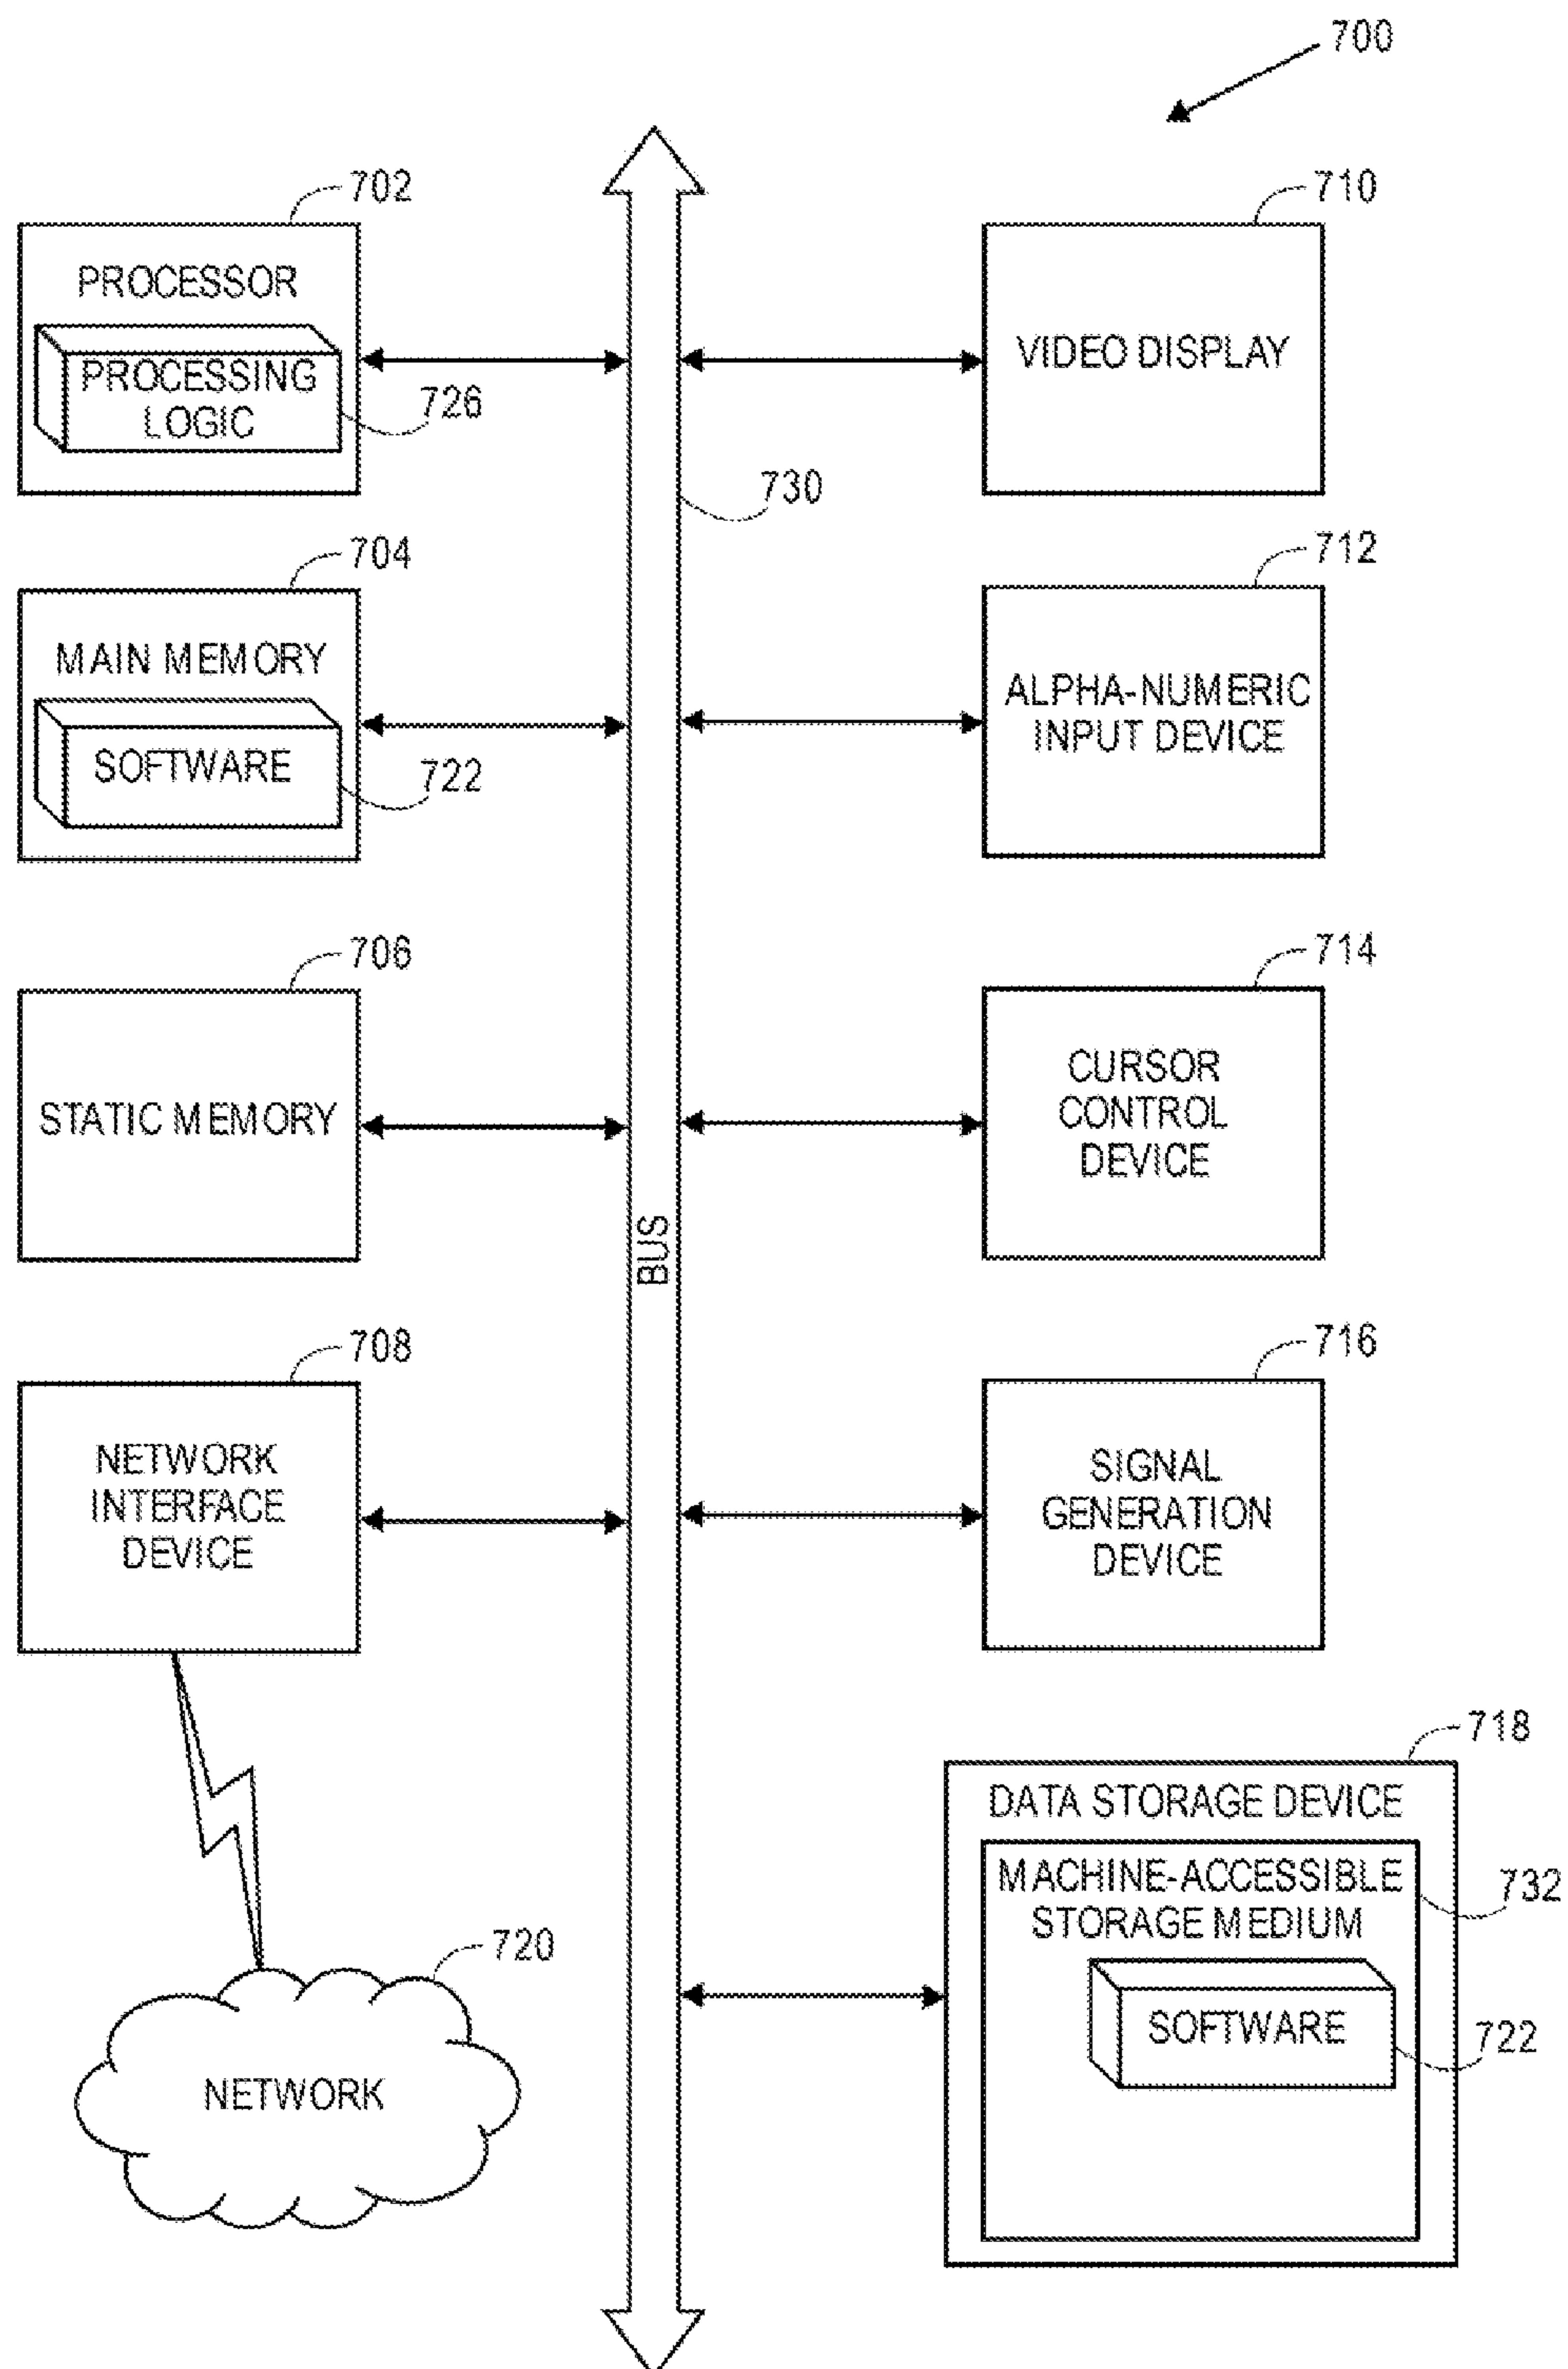 700
702
PROCESSOR
PROCESSING
LOGIC
726
730
710
VIDEO DISPLAY
704
MAIN MEMORY
SOFTWARE
722
712
ALPHA-NUMERIC
INPUT DEVICE
706
STATIC MEMORY
714
CURSOR
CONTROL
DEVICE
BUS
708
NETWORK
INTERFACE
DEVICE
716
SIGNAL
GENERATION
DEVICE
718
DATA STORAGE DEVICE
MACHINE-ACCESSIBLE
STORAGE MEDIUM
732
SOFTWARE
722
720
NETWORK